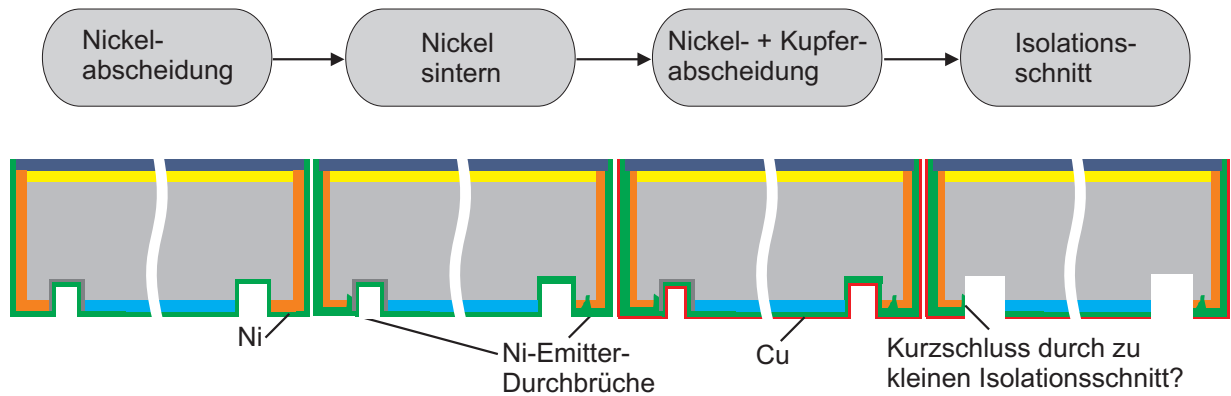 Nickel-
abscheidung
Nickel
sintern
Nickel- + Kupfer-
abscheidung
Isolations-
schnitt
Ni
Ni-Emitter-
Durchbrüche
Cu
Kurzschluss durch zu
kleinen Isolationsschnitt?